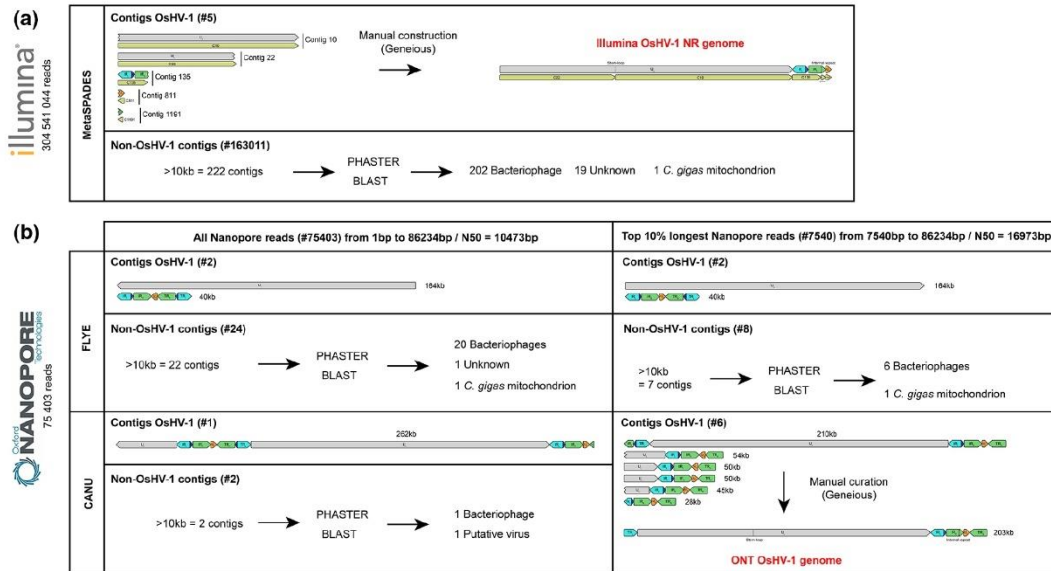 (a)
illumina®
304 541 044 reads
MetaSPADES
Contigs OsHV-1 (#5)
Contig 10
Contig 22
Contig 135
Contig 811
Contig 1191
Manual construction
(Geneious)
Illumina OsHV-1 NR genome
Non-OsHV-1 contigs (#163011)
>10kb = 222 contigs
PHASTER
BLAST
202 Bacteriophage 19 Unknown 1 C. gigas mitochondrion
(b)
Oxford
NANOPORE
Technologies
75 403 reads
All Nanopore reads (#75403) from 1bp to 86234bp / N50 = 10473bp
Top 10% longest Nanopore reads (#7540) from 7540bp to 86234bp / N50 = 16973bp
FLYE
Contigs OsHV-1 (#2)
164kb
40kb
Non-OsHV-1 contigs (#24)
>10kb = 22 contigs
PHASTER
BLAST
20 Bacteriophages
1 Unknown
1 C. gigas mitochondrion
Contigs OsHV-1 (#2)
164kb
40kb
Non-OsHV-1 contigs (#8)
>10kb
= 7 contigs
PHASTER
BLAST
6 Bacteriophages
1 C. gigas mitochondrion
CANU
Contigs OsHV-1 (#1)
262kb
Non-OsHV-1 contigs (#2)
>10kb = 2 contigs
PHASTER
BLAST
1 Bacteriophage
1 Putative virus
Contigs OsHV-1 (#6)
210kb
54kb
50kb
50kb
45kb
28kb
Manual curation
(Geneious)
203kb
ONT OsHV-1 genome